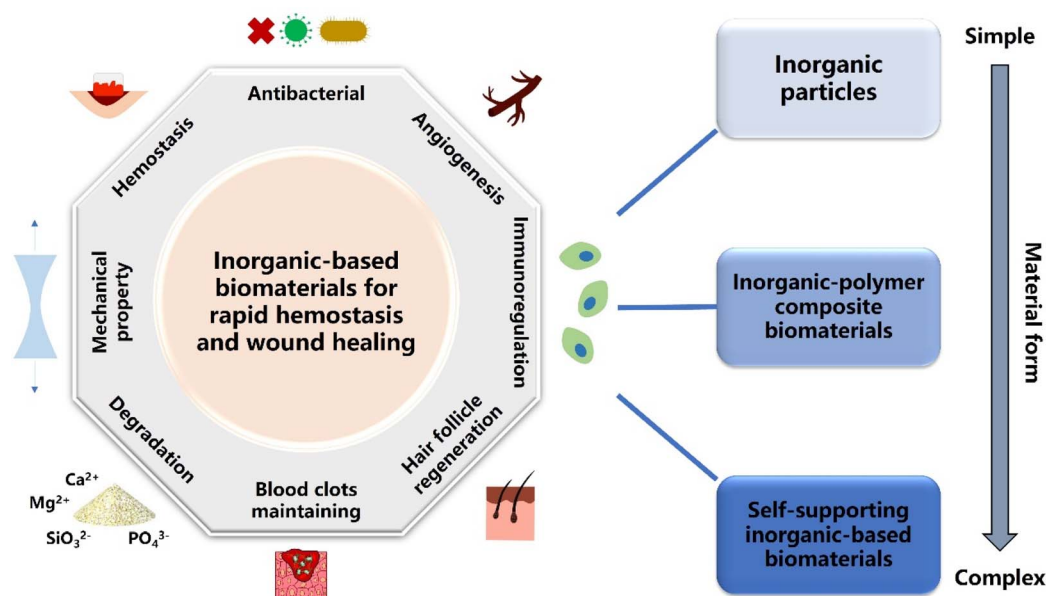 Antibacterial
Angiogenesis
Immunoregulation
Hair follicle
regeneration
Blood clots
maintaining
Degradation
Mechanical
property
Hemostasis
Inorganic-based
biomaterials for
rapid hemostasis
and wound healing
Ca²⁺
Mg²⁺
SiO₃²⁻
PO₄³⁻
Inorganic
particles
Inorganic-polymer
composite
biomaterials
Self-supporting
inorganic-based
biomaterials
Simple
Material form
Complex